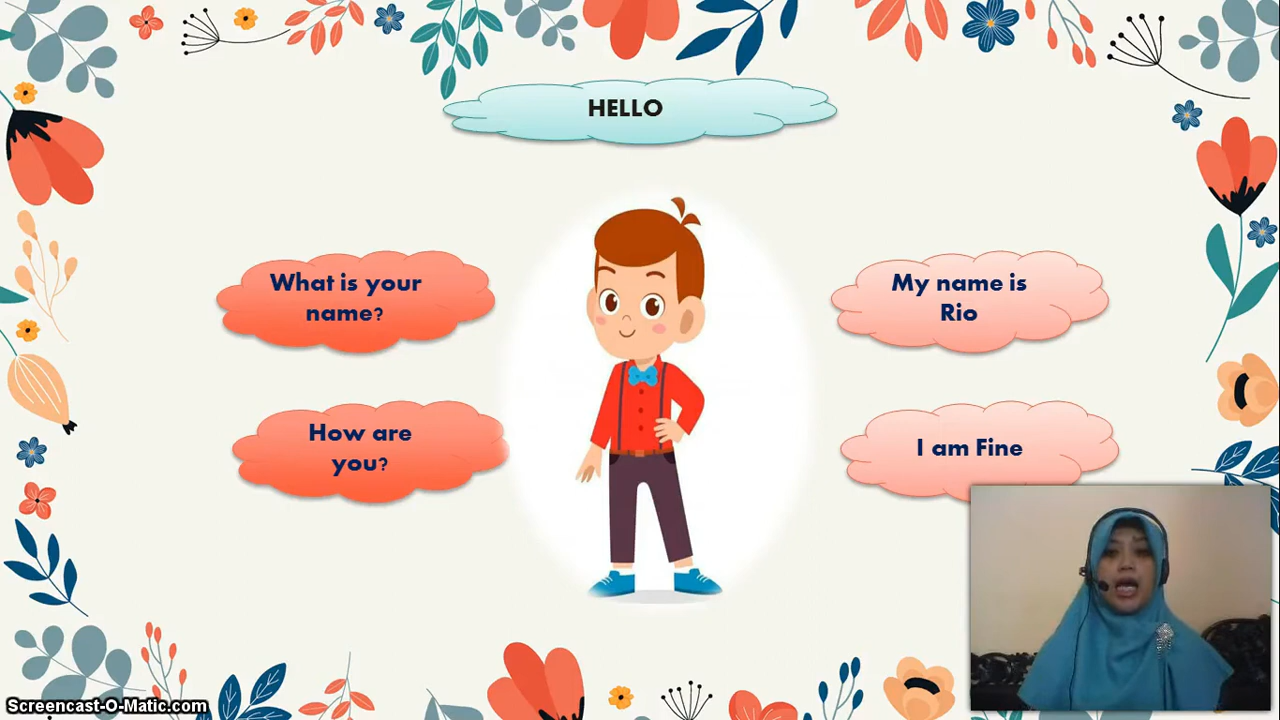 HELLO
What is your
name?
My name is
Rio
How are
you?
I am Fine
Screencast-O-Matic.com